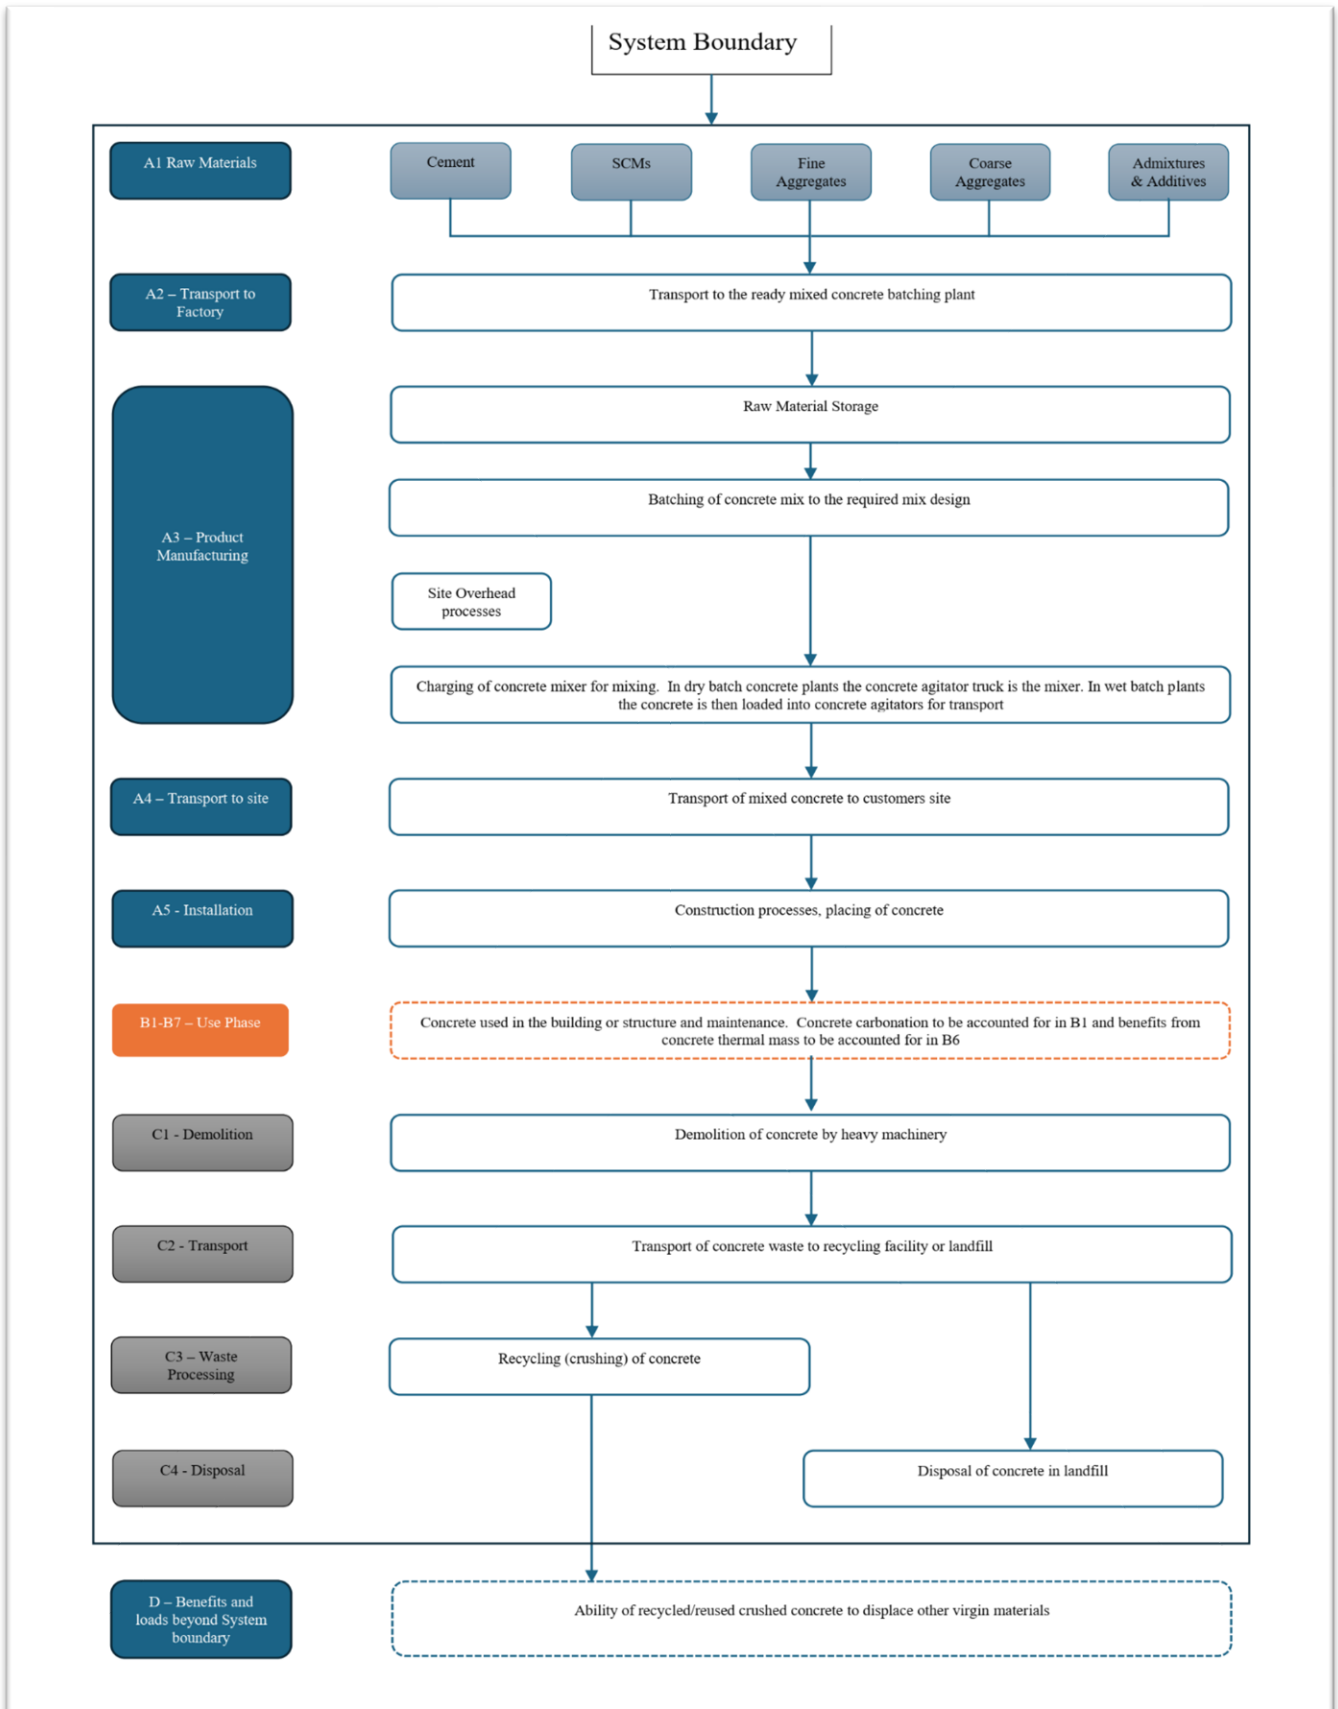 System Boundary
A1 Raw Materials
Cement
SCMs
Fine
Aggregates
Coarse
Aggregates
Admixtures
& Additives
A2 – Transport to
Factory
Transport to the ready mixed concrete batching plant
A3 – Product
Manufacturing
Raw Material Storage
Batching of concrete mix to the required mix design
Site Overhead
processes
Charging of concrete mixer for mixing.  In dry batch concrete plants the concrete agitator truck is the mixer. In wet batch plants
the concrete is then loaded into concrete agitators for transport
A4 – Transport to site
Transport of mixed concrete to customers site
A5 - Installation
Construction processes, placing of concrete
B1-B7 – Use Phase
Concrete used in the building or structure and maintenance.  Concrete carbonation to be accounted for in B1 and benefits from
concrete thermal mass to be accounted for in B6
C1 - Demolition
Demolition of concrete by heavy machinery
C2 - Transport
Transport of concrete waste to recycling facility or landfill
C3 – Waste
Processing
Recycling (crushing) of concrete
C4 - Disposal
Disposal of concrete in landfill
D – Benefits and
loads beyond System
boundary
Ability of recycled/reused crushed concrete to displace other virgin materials